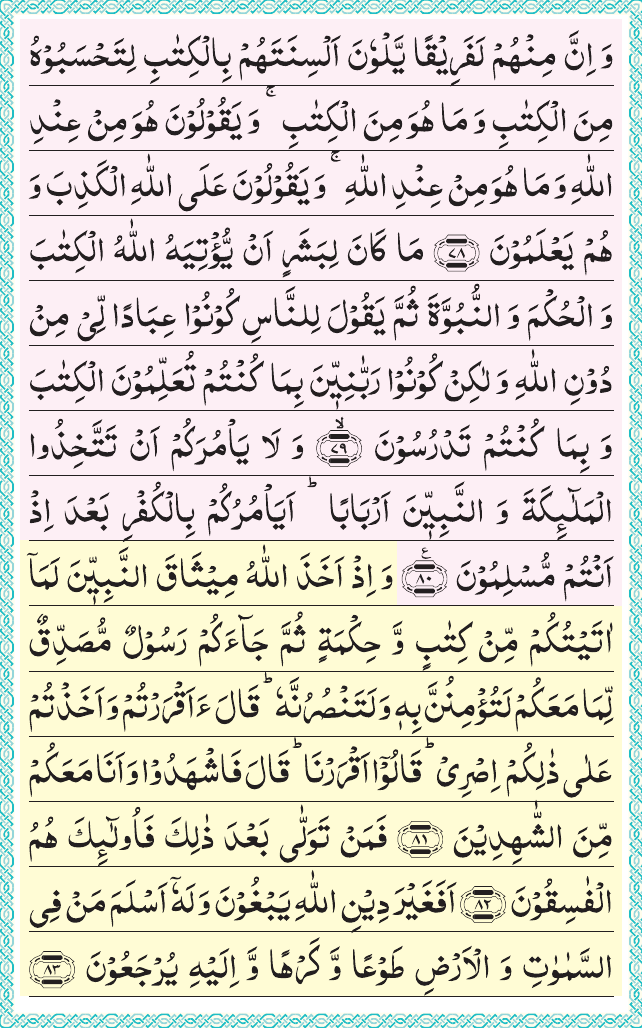 وَ اِنَّ مِنْهُمْ لَفَرِيْقًا يَّلْوٗنَ اَلْسِنَتَهُمْ بِالْكِتٰبِ لِتَحْسَبُوْهُ
مِنَ الْكِتٰبِ وَ مَا هُوَ مِنَ الْكِتٰبِ ۚ وَ يَقُوْلُوْنَ هُوَ مِنْ عِنْدِ
اللّٰهِ وَ مَا هُوَ مِنْ عِنْدِ اللّٰهِ ۚ وَ يَقُوْلُوْنَ عَلَى اللّٰهِ الْكَذِبَ وَ
هُمْ يَعْلَمُوْنَ ﴿۷۸﴾ مَا كَانَ لِبَشَرٍ اَنْ يُّؤْتِيَهُ اللّٰهُ الْكِتٰبَ
وَ الْحُكْمَ وَ النُّبُوَّةَ ثُمَّ يَقُوْلَ لِلنَّاسِ كُوْنُوْا عِبَادًا لِّيْ مِنْ
دُوْنِ اللّٰهِ وَ لٰكِنْ كُوْنُوْا رَبّٰنِيّٖنَ بِمَا كُنْتُمْ تُعَلِّمُوْنَ الْكِتٰبَ
وَ بِمَا كُنْتُمْ تَدْرُسُوْنَ ﴿ۙ۷۹﴾ وَ لَا يَاْمُرَكُمْ اَنْ تَتَّخِذُوا
الْمَلٰٓئِكَةَ وَ النَّبِيّٖنَ اَرْبَابًا ؕ اَيَاْمُرُكُمْ بِالْكُفْرِ بَعْدَ اِذْ
اَنْتُمْ مُّسْلِمُوْنَ ﴿۸۰﴾ ع وَ اِذْ اَخَذَ اللّٰهُ مِيْثَاقَ النَّبِيّٖنَ لَمَاۤ
اٰتَيْتُكُمْ مِّنْ كِتٰبٍ وَّ حِكْمَةٍ ثُمَّ جَآءَكُمْ رَسُوْلٌ مُّصَدِّقٌ
لِّمَا مَعَكُمْ لَتُؤْمِنُنَّ بِهٖ وَ لَتَنْصُرُنَّهٗ ؕ قَالَ ءَاَقْرَرْتُمْ وَ اَخَذْتُمْ
عَلٰى ذٰلِكُمْ اِصْرِيْ ؕ قَالُوْۤا اَقْرَرْنَا ؕ قَالَ فَاشْهَدُوْا وَ اَنَا مَعَكُمْ
مِّنَ الشّٰهِدِيْنَ ﴿۸۱﴾ فَمَنْ تَوَلّٰى بَعْدَ ذٰلِكَ فَاُولٰٓئِكَ هُمُ
الْفٰسِقُوْنَ ﴿۸۲﴾ اَفَغَيْرَ دِيْنِ اللّٰهِ يَبْغُوْنَ وَ لَهٗۤ اَسْلَمَ مَنْ فِي
السَّمٰوٰتِ وَ الْاَرْضِ طَوْعًا وَّ كَرْهًا وَّ اِلَيْهِ يُرْجَعُوْنَ ﴿۸۳﴾